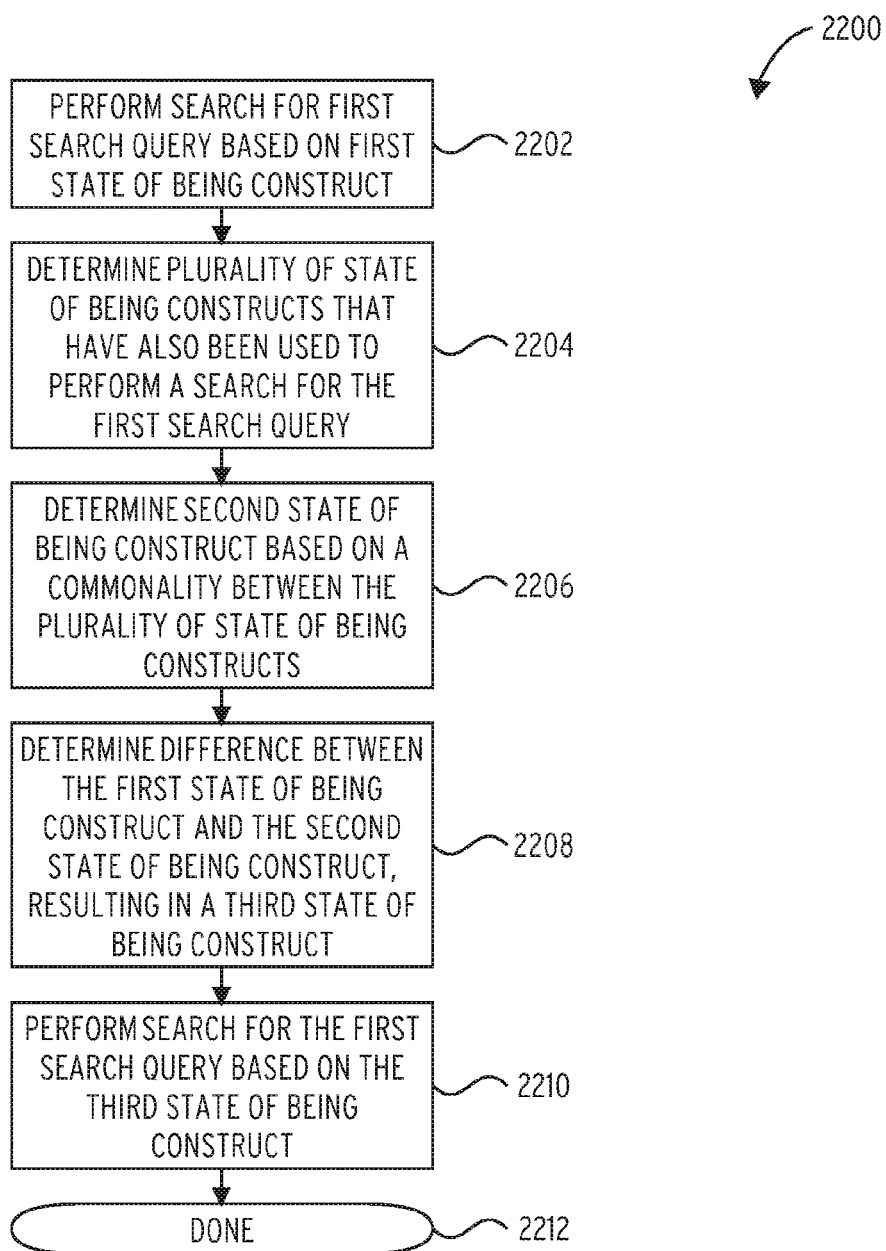 2200
PERFORM SEARCH FOR FIRST
SEARCH QUERY BASED ON FIRST
STATE OF BEING CONSTRUCT
2202
DETERMINE PLURALITY OF STATE
OF BEING CONSTRUCTS THAT
HAVE ALSO BEEN USED TO
PERFORM A SEARCH FOR THE
FIRST SEARCH QUERY
2204
DETERMINE SECOND STATE OF
BEING CONSTRUCT BASED ON A
COMMONALITY BETWEEN THE
PLURALITY OF STATE OF BEING
CONSTRUCTS
2206
DETERMINE DIFFERENCE BETWEEN
THE FIRST STATE OF BEING
CONSTRUCT AND THE SECOND
STATE OF BEING CONSTRUCT,
RESULTING IN A THIRD STATE OF
BEING CONSTRUCT
2208
PERFORM SEARCH FOR THE FIRST
SEARCH QUERY BASED ON THE
THIRD STATE OF BEING
CONSTRUCT
2210
DONE
2212